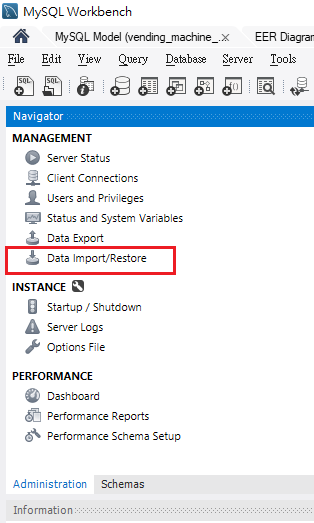 MySQL Workbench
MySQL Model (vending_machine_... × EER Diagram
File Edit View Query Database Server Tools
Navigator
MANAGEMENT
Server Status
Client Connections
Users and Privileges
Status and System Variables
Data Export
Data Import/Restore
INSTANCE
Startup / Shutdown
Server Logs
Options File
PERFORMANCE
Dashboard
Performance Reports
Performance Schema Setup
Administration Schemas
Information